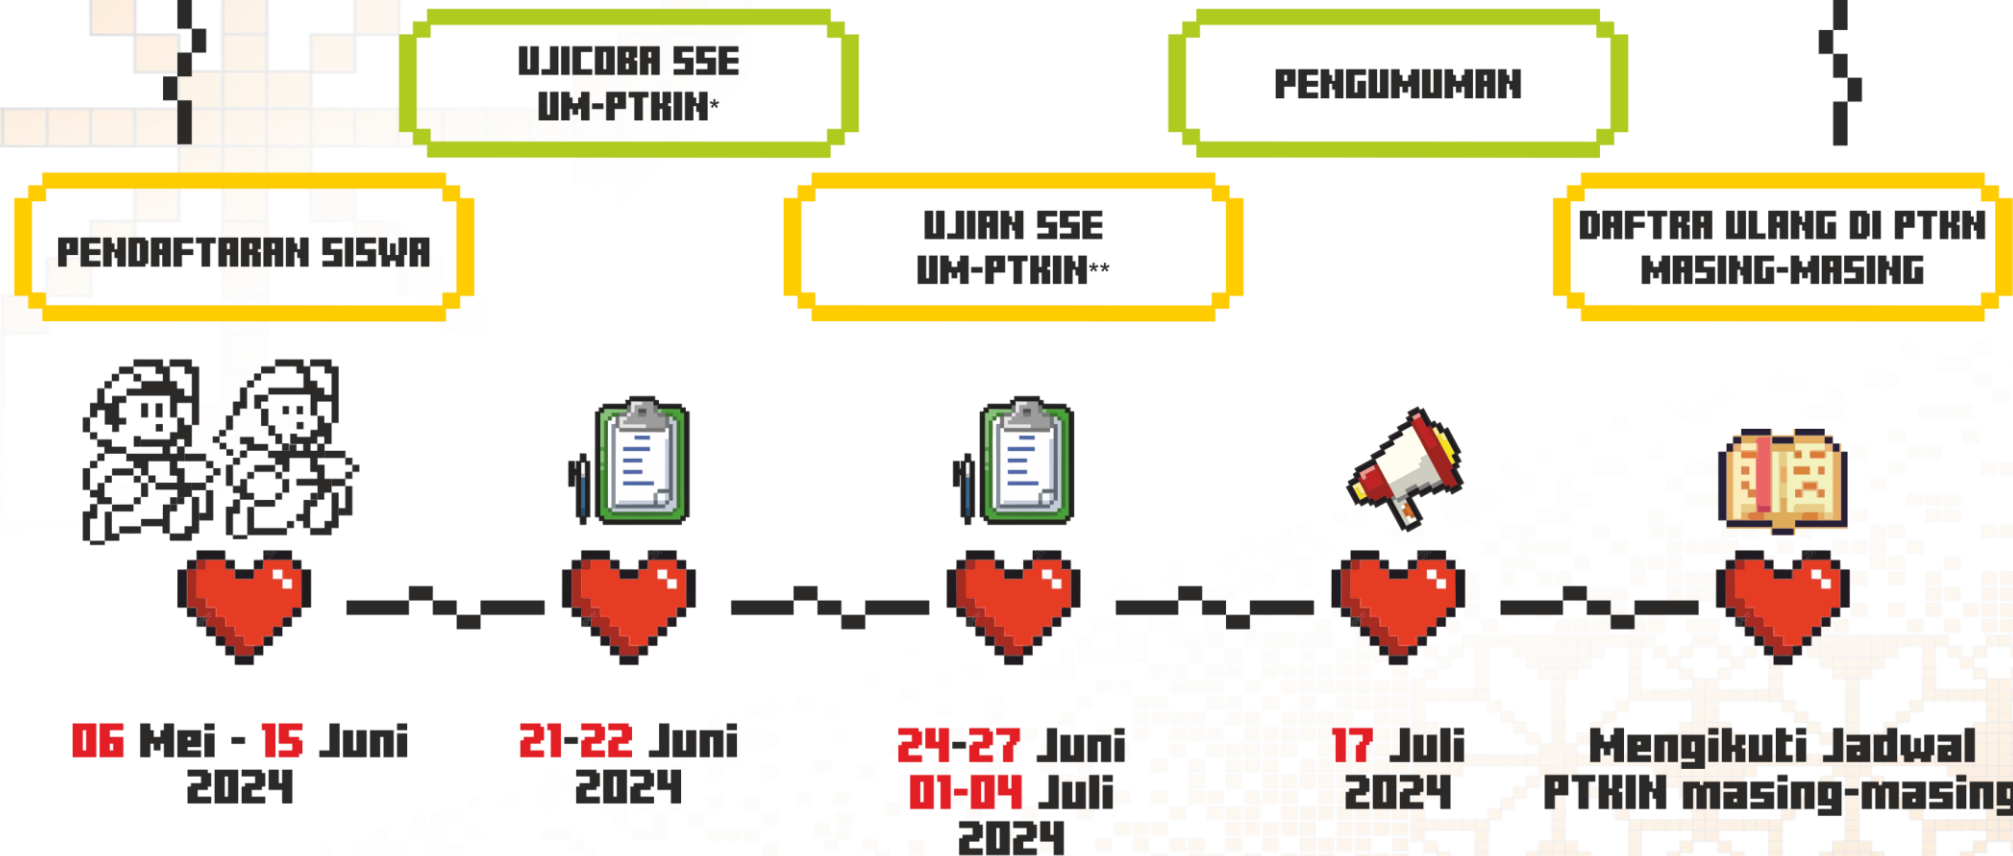 UJICOBA SSE
UM-PTKIN*
PENGUMUMAN
PENDAFTARAN SISWA
UJIAN SSE
UM-PTKIN**
DAFTRA ULANG DI PTKN
MASING-MASING
06 Mei - 15 Juni
2024
21-22 Juni
2024
24-27 Juni
01-04 Juli
2024
17 Juli
2024
Mengikuti Jadwal
PTKIN masing-masing